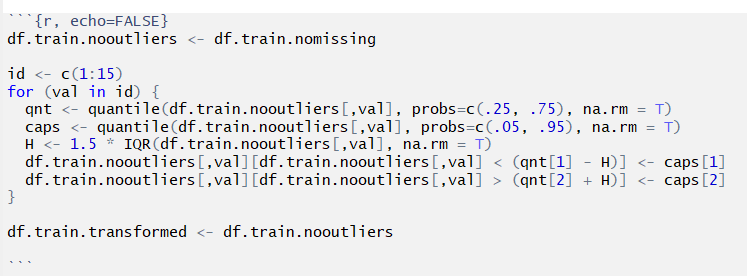 ```{r, echo=FALSE}
df.train.nooutliers <- df.train.nomissing
id <- c(1:15)
for (val in id) {
  qnt <- quantile(df.train.nooutliers[,val], probs=c(.25, .75), na.rm = T)
  caps <- quantile(df.train.nooutliers[,val], probs=c(.05, .95), na.rm = T)
  H <- 1.5 * IQR(df.train.nooutliers[,val], na.rm = T)
  df.train.nooutliers[,val][df.train.nooutliers[,val] < (qnt[1] - H)] <- caps[1]
  df.train.nooutliers[,val][df.train.nooutliers[,val] > (qnt[2] + H)] <- caps[2]
}
df.train.transformed <- df.train.nooutliers
```